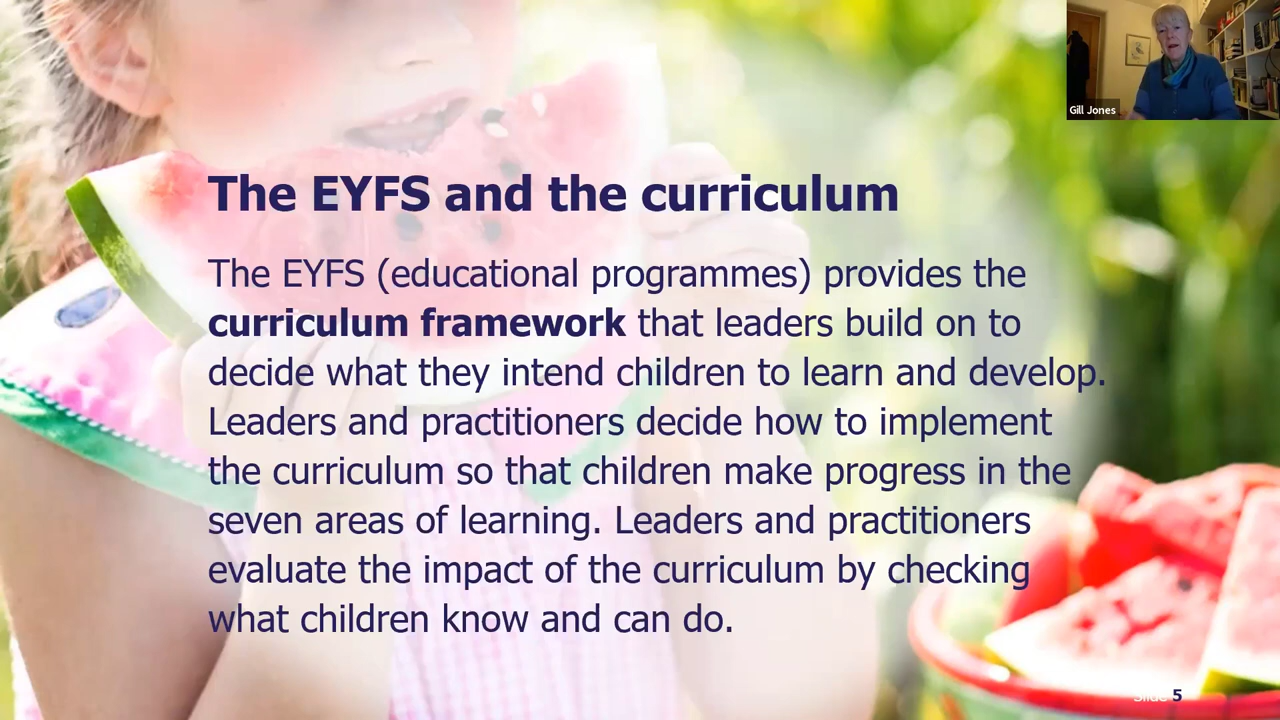 Gill Jones
The EYFS and the curriculum
The EYFS (educational programmes) provides the
curriculum framework that leaders build on to
decide what they intend children to learn and develop.
Leaders and practitioners decide how to implement
the curriculum so that children make progress in the
seven areas of learning. Leaders and practitioners
evaluate the impact of the curriculum by checking
what children know and can do.
Slide 5